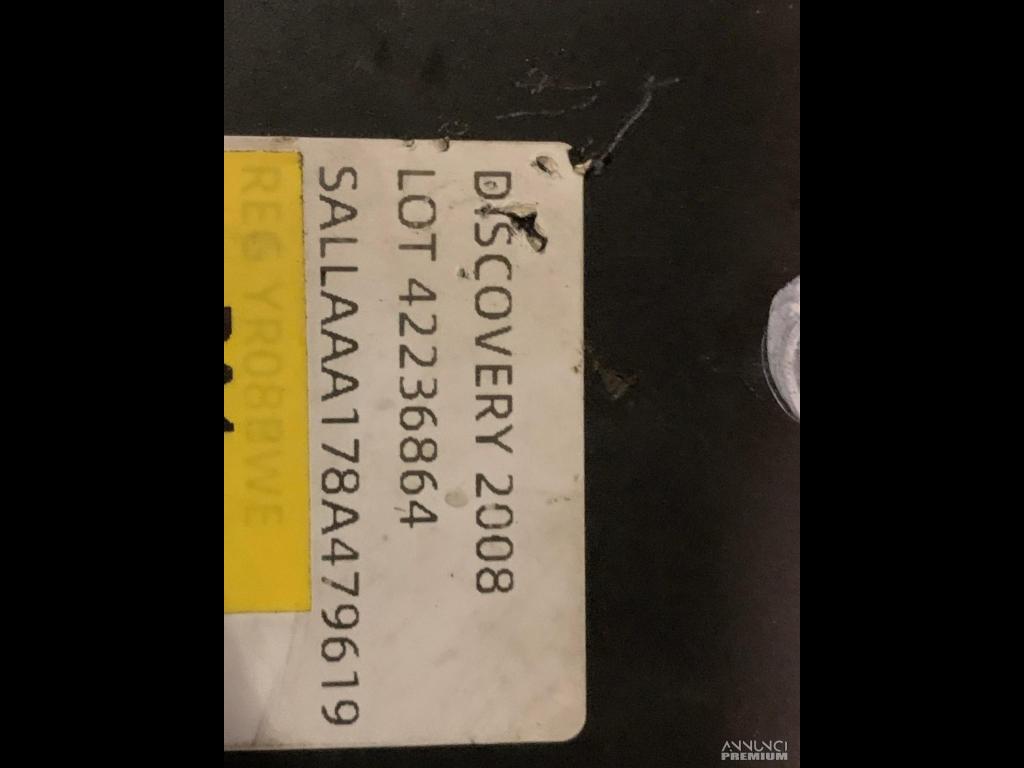 DISCOVERY 2008
LOT 42236864
SALLAAA178A479619
REG YR08BWE
ANNUNCI
PREMIUM